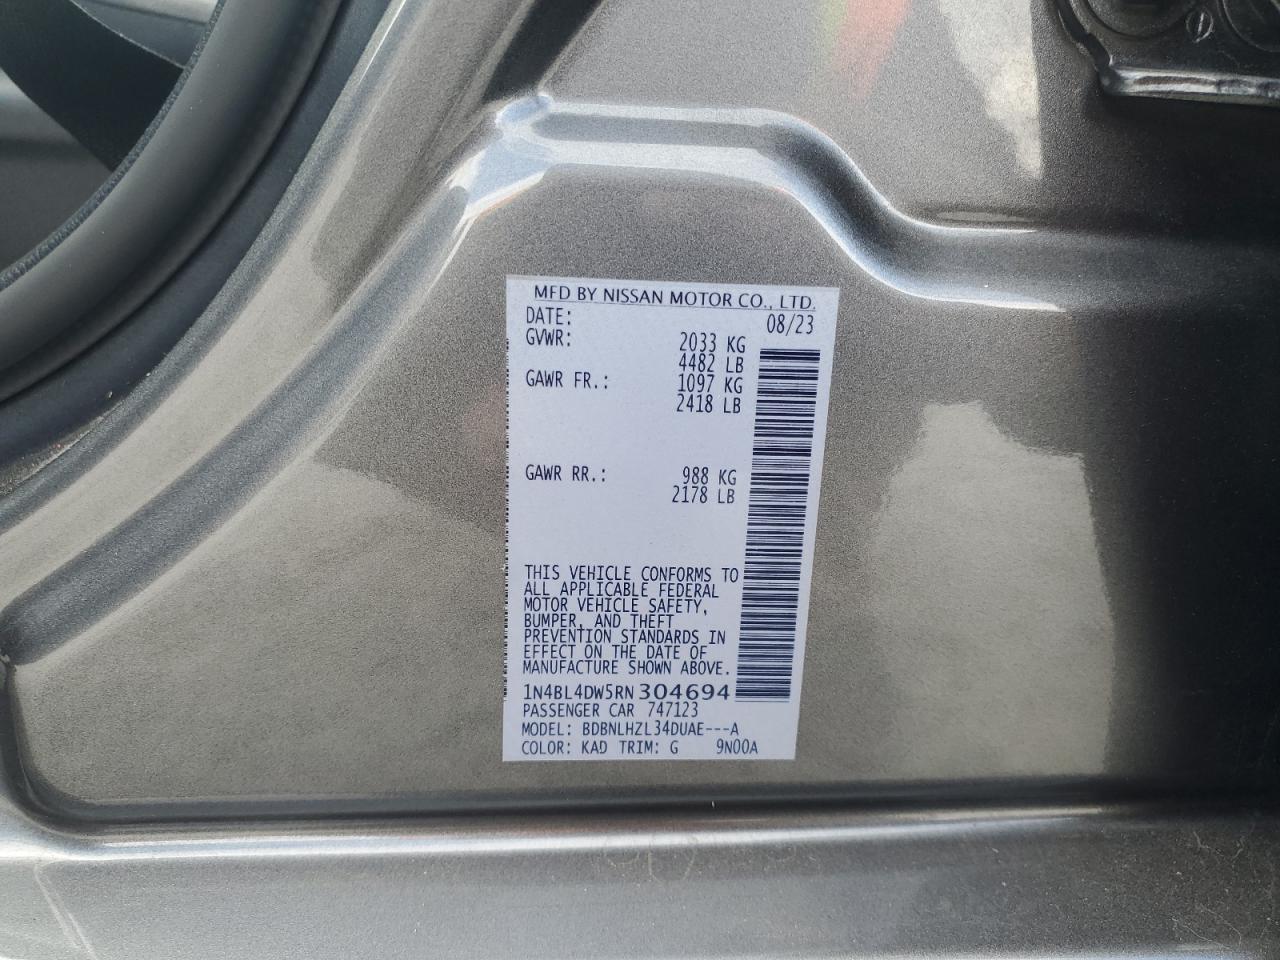 MFD BY NISSAN MOTOR CO., LTD.
DATE: 08/23
GVWR: 2033 KG
4482 LB
GAWR FR.: 1097 KG
2418 LB
GAWR RR.: 988 KG
2178 LB
THIS VEHICLE CONFORMS TO
ALL APPLICABLE FEDERAL
MOTOR VEHICLE SAFETY,
BUMPER, AND THEFT
PREVENTION STANDARDS IN
EFFECT ON THE DATE OF
MANUFACTURE SHOWN ABOVE.
1N4BL4DW5RN304694
PASSENGER CAR 747123
MODEL: BDBNLHZL34DUAE---A
COLOR: KAD TRIM: G 9N00A